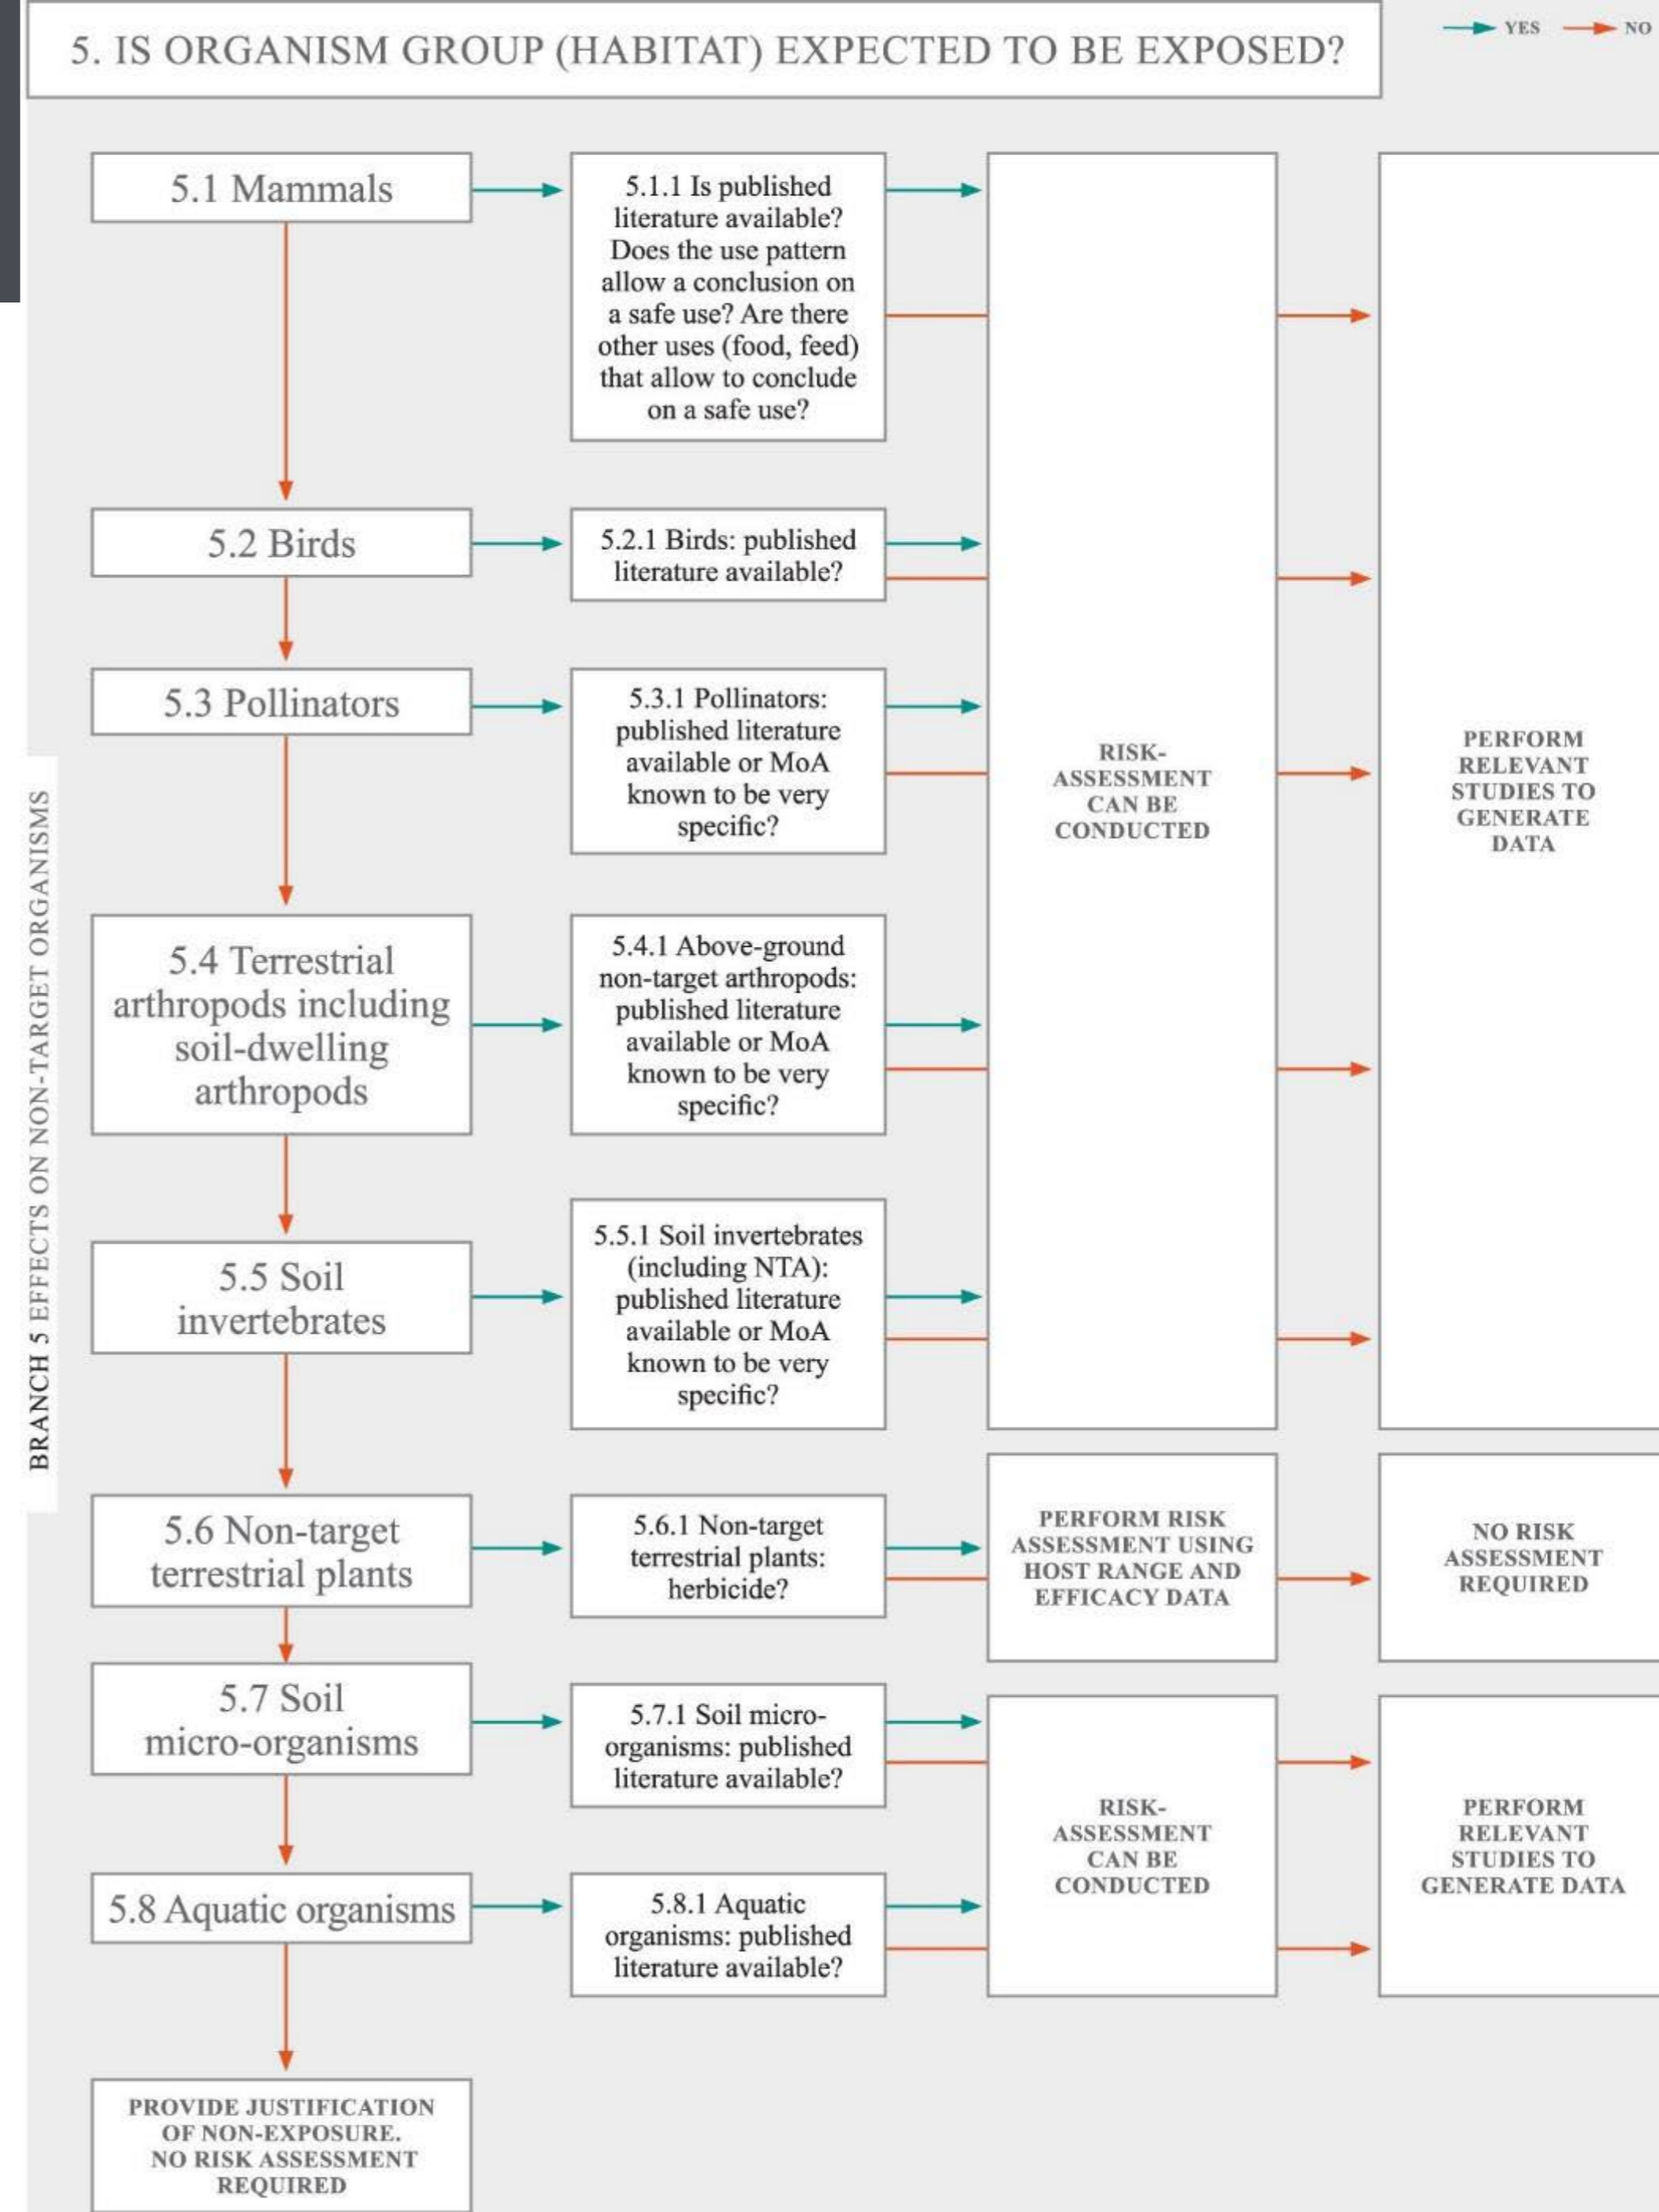 5. IS ORGANISM GROUP (HABITAT) EXPECTED TO BE EXPOSED?
YES
NO
5.1 Mammals
5.1.1 Is published
literature available?
Does the use pattern
allow a conclusion on
a safe use? Are there
other uses (food, feed)
that allow to conclude
on a safe use?
5.2 Birds
5.2.1 Birds: published
literature available?
5.3 Pollinators
5.3.1 Pollinators:
published literature
available or MoA
known to be very
specific?
RISK-
ASSESSMENT
CAN BE
CONDUCTED
PERFORM
RELEVANT
STUDIES TO
GENERATE
DATA
BRANCH 5 EFFECTS ON NON-TARGET ORGANISMS
5.4 Terrestrial
arthropods including
soil-dwelling
arthropods
5.4.1 Above-ground
non-target arthropods:
published literature
available or MoA
known to be very
specific?
5.5 Soil
invertebrates
5.5.1 Soil invertebrates
(including NTA):
published literature
available or MoA
known to be very
specific?
5.6 Non-target
terrestrial plants
5.6.1 Non-target
terrestrial plants:
herbicide?
PERFORM RISK
ASSESSMENT USING
HOST RANGE AND
EFFICACY DATA
NO RISK
ASSESSMENT
REQUIRED
5.7 Soil
micro-organisms
5.7.1 Soil micro-
organisms: published
literature available?
RISK-
ASSESSMENT
CAN BE
CONDUCTED
PERFORM
RELEVANT
STUDIES TO
GENERATE DATA
5.8 Aquatic organisms
5.8.1 Aquatic
organisms: published
literature available?
PROVIDE JUSTIFICATION
OF NON-EXPOSURE.
NO RISK ASSESSMENT
REQUIRED